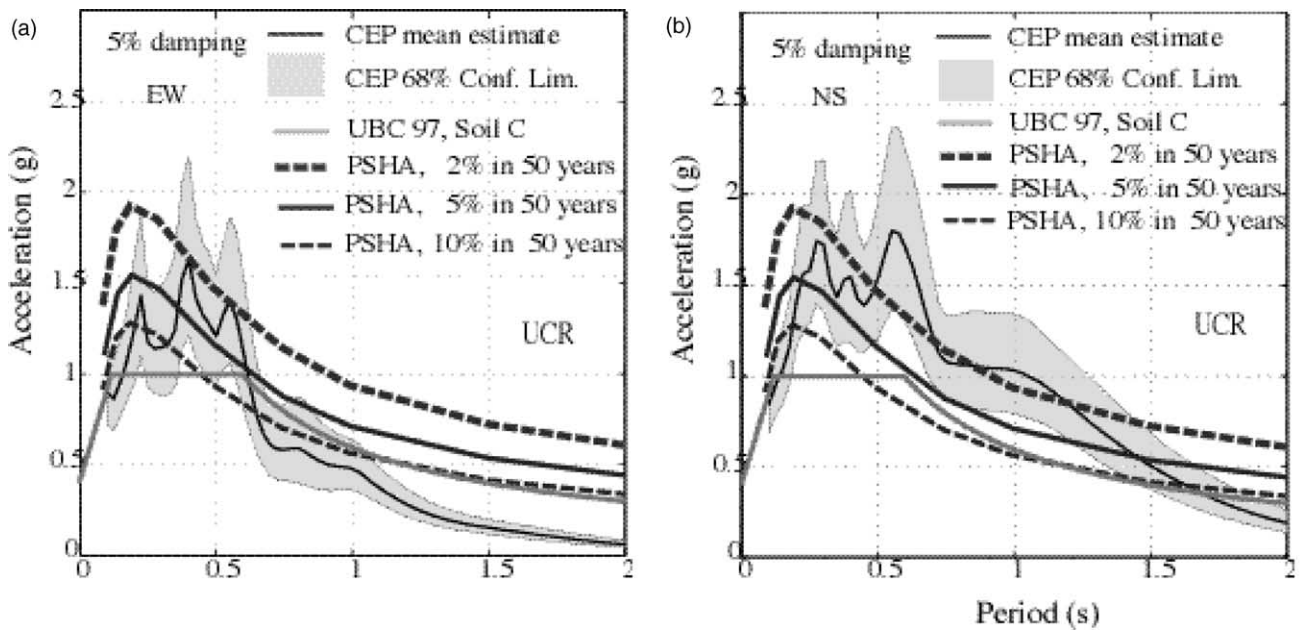 (a)
5% damping
EW
CEP mean estimate
CEP 68% Conf. Lim.
UBC 97, Soil C
PSHA, 2% in 50 years
PSHA, 5% in 50 years
PSHA, 10% in 50 years
UCR
Acceleration (g)
2.5
2
1.5
1
0.5
0
0 0.5 1 1.5 2
(b)
5% damping
NS
CEP mean estimate
CEP 68% Conf. Lim.
UBC 97, Soil C
PSHA, 2% in 50 years
PSHA, 5% in 50 years
PSHA, 10% in 50 years
UCR
Acceleration (g)
2.5
2
1.5
1
0.5
0
0 0.5 1 1.5 2
Period (s)